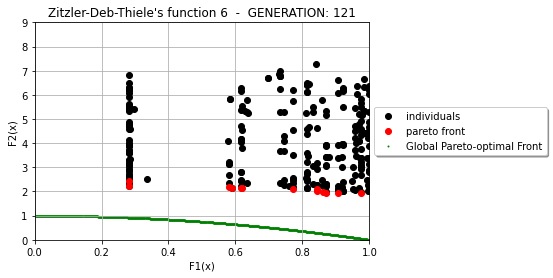 Zitzler-Deb-Thiele's function 6 - GENERATION: 121
9
8
7
6
5
4
3
2
1
0
F2(x)
0.0 0.2 0.4 0.6 0.8 1.0
F1(x)
individuals
pareto front
Global Pareto-optimal Front